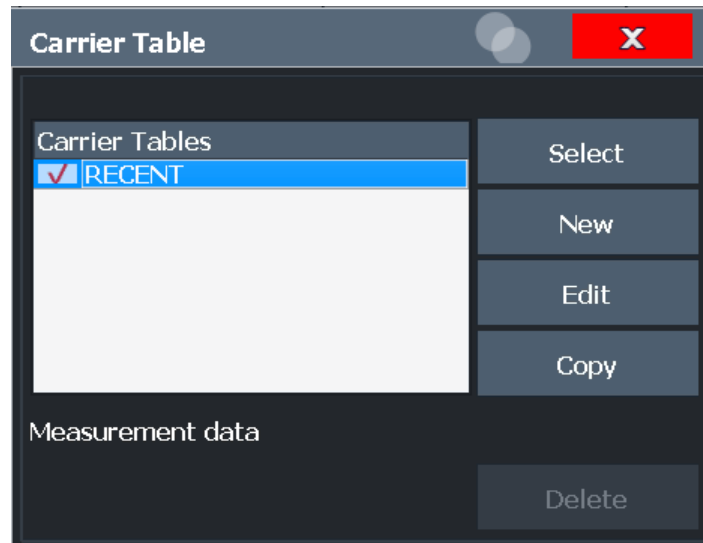 Carrier Table
X
Carrier Tables
RECENT
Select
New
Edit
Copy
Measurement data
Delete